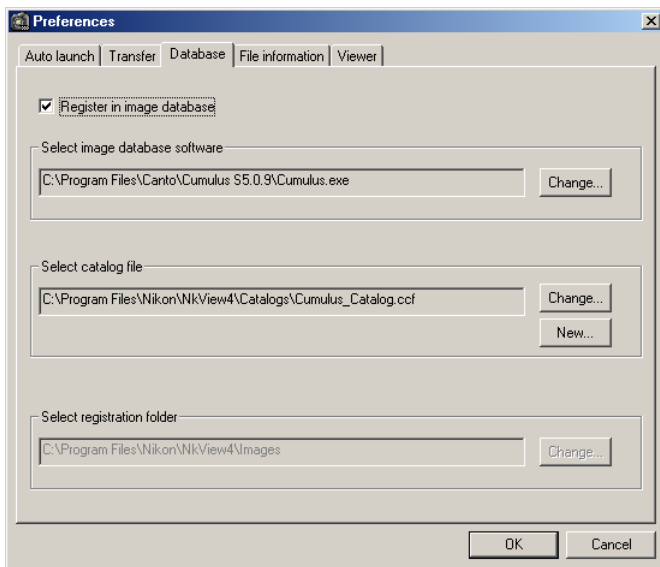 Preferences
Auto launch Transfer Database File information Viewer
Register in image database
Select image database software
C:\Program Files\Canto\Cumulus S5.0.9\Cumulus.exe
Change...
Select catalog file
C:\Program Files\Nikon\NkView4\Catalogs\Cumulus_Catalog.ccf
Change...
New...
Select registration folder
C:\Program Files\Nikon\NkView4\Images
Change...
OK Cancel